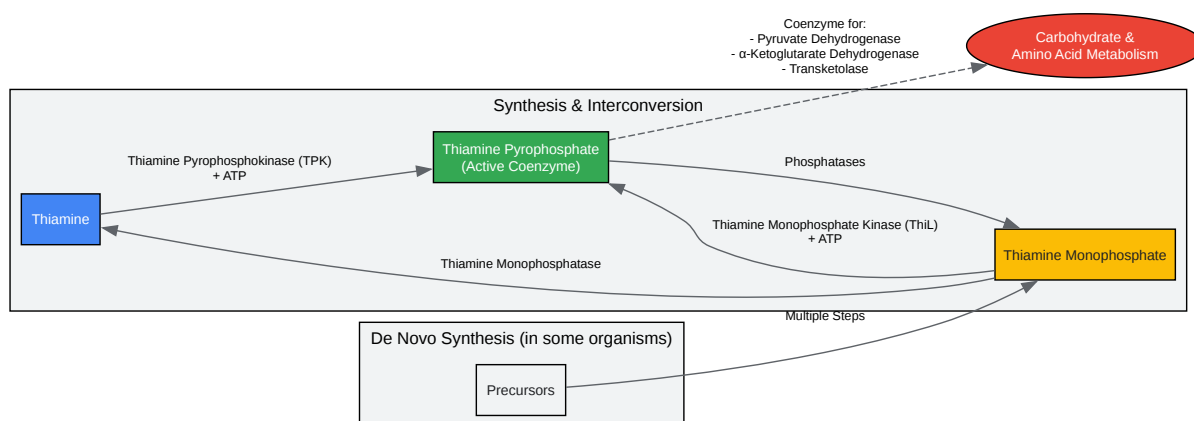 Coenzyme for:
- Pyruvate Dehydrogenase
- α-Ketoglutarate Dehydrogenase
- Transketolase
Carbohydrate &
Amino Acid Metabolism
Synthesis & Interconversion
Thiamine Pyrophosphokinase (TPK)
+ ATP
Thiamine Pyrophosphate
(Active Coenzyme)
Phosphatases
Thiamine
Thiamine Monophosphate Kinase (ThiL)
+ ATP
Thiamine Monophosphate
Thiamine Monophosphatase
Multiple Steps
De Novo Synthesis (in some organisms)
Precursors